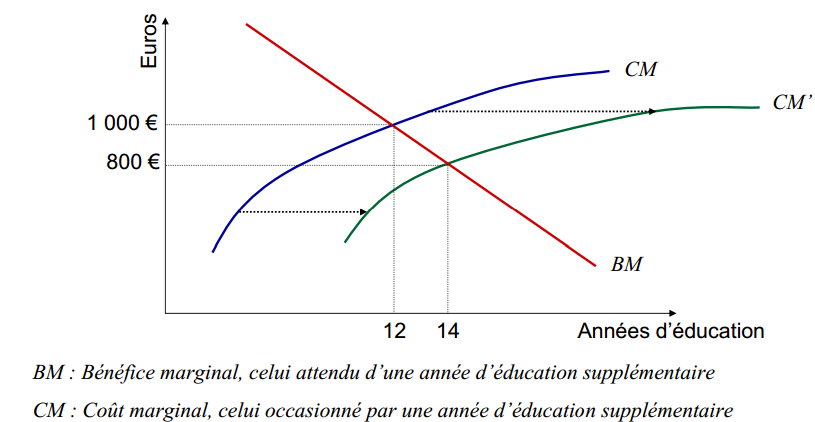 Euros
CM
CM’
1 000 €
800 €
BM
12
14
Années d’éducation
BM : Bénéfice marginal, celui attendu d’une année d’éducation supplémentaire
CM : Coût marginal, celui occasionné par une année d’éducation supplémentaire